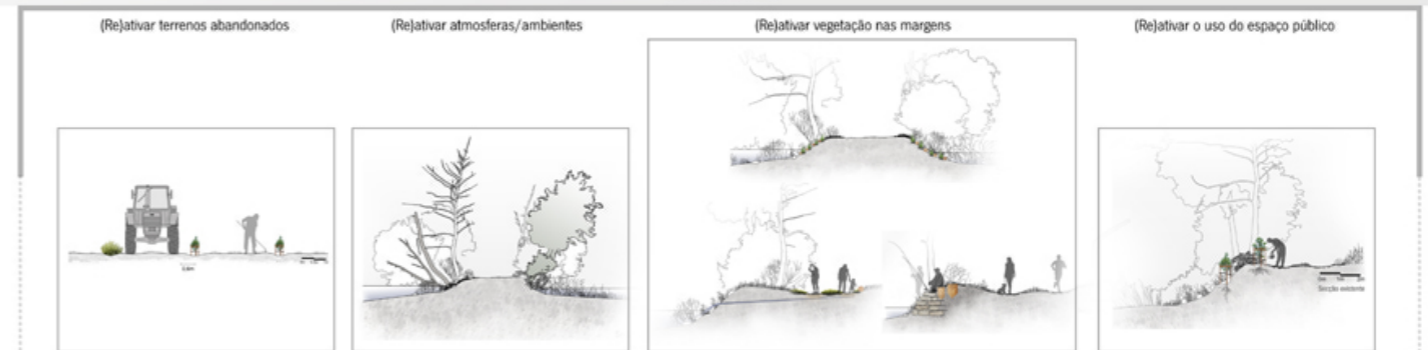 (Re)ativar terrenos abandonados
(Re)ativar atmosferas/ambientes
(Re)ativar vegetação nas margens
(Re)ativar o uso do espaço público
Secção existente